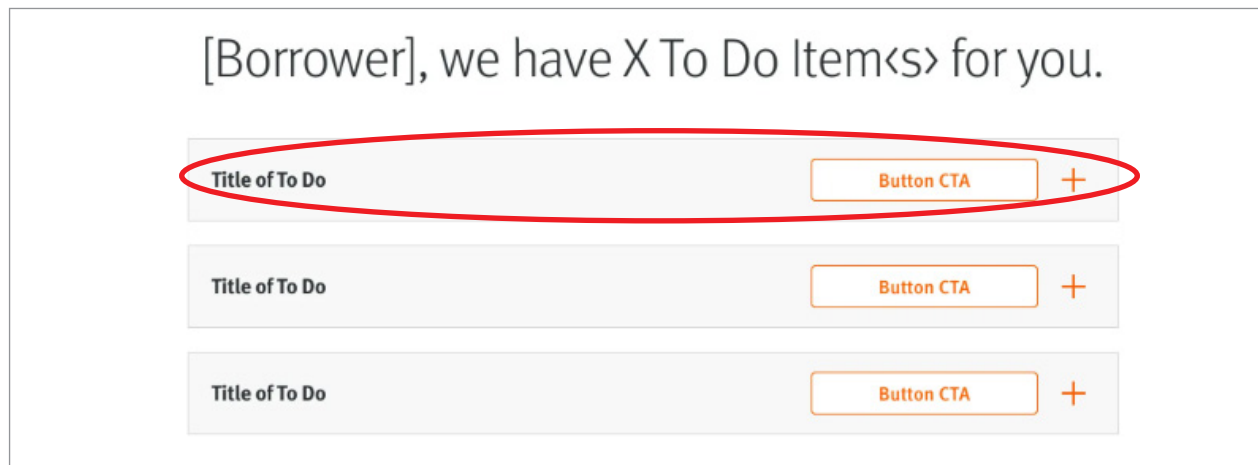 [Borrower], we have X To Do Item<s> for you.
Title of To Do Button CTA +
Title of To Do Button CTA +
Title of To Do Button CTA +